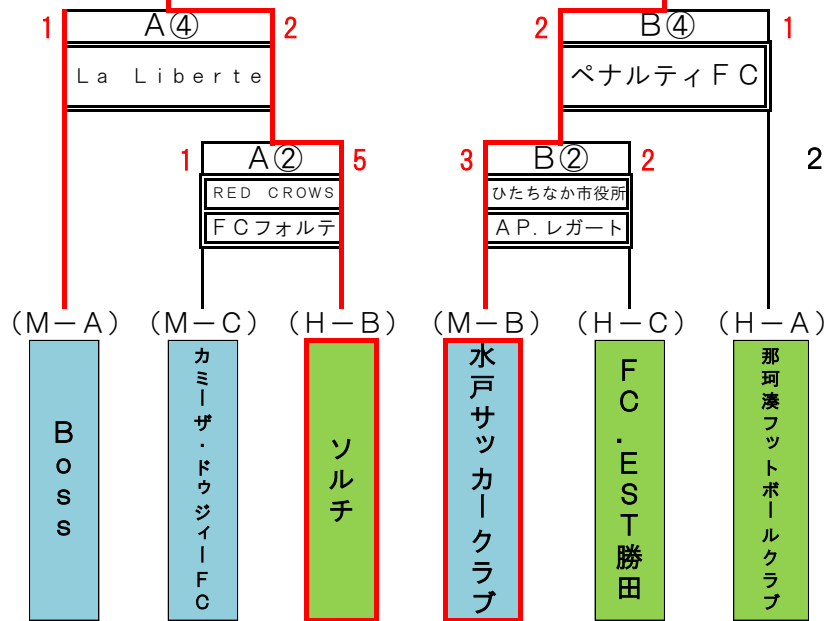 1 A④ 2
2 B④ 1
La Liberte
ペナルティFC
1 A② 5
3 B② 2
2
RED CROWS
ひたちなか市役所
FCフォルテ
AP.レガート
(M－A) (M－C) (H－B) (M－B) (H－C) (H－A)
Boss
カミーザ・ドゥジィーFC
ソルチ
水戸サッカークラブ
FC.EST勝田
那珂湊フットボールクラブ